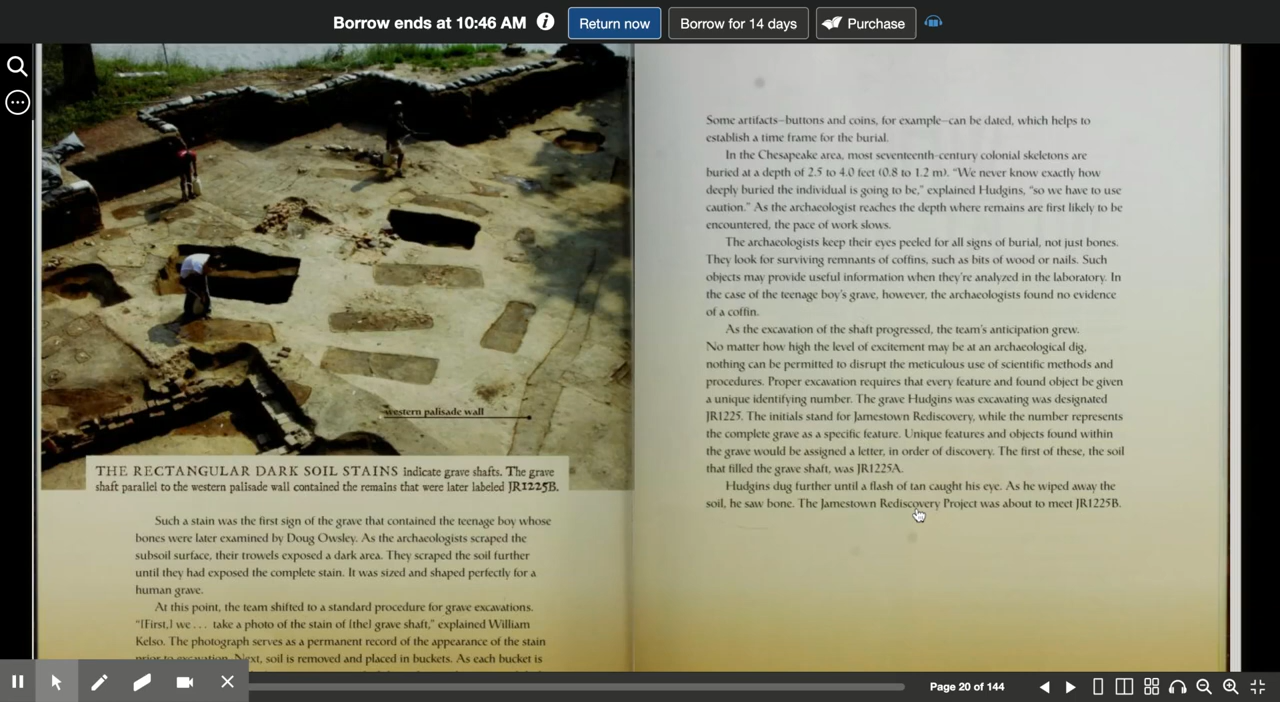 Borrow ends at 10:46 AM
Return now
Borrow for 14 days
Purchase
western palisade wall
THE RECTANGULAR DARK SOIL STAINS indicate grave shafts. The grave
shaft parallel to the western palisade wall contained the remains that were later labeled JR1225B.
Such a stain was the first sign of the grave that contained the teenage boy whose
bones were later examined by Doug Owsley. As the archaeologists scraped the
subsoil surface, their trowels exposed a dark area. They scraped the soil further
until they had exposed the complete stain. It was sized and shaped perfectly for a
human grave.
At this point, the team shifted to a standard procedure for grave excavations.
"[First,] we . . . take a photo of the stain of [the] grave shaft," explained William
Kelso. The photograph serves as a permanent record of the appearance of the stain
prior to excavation. Next, soil is removed and placed in buckets. As each bucket is
Some artifacts—buttons and coins, for example—can be dated, which helps to
establish a time frame for the burial.
In the Chesapeake area, most seventeenth-century colonial skeletons are
buried at a depth of 2.5 to 4.0 feet (0.8 to 1.2 m). "We never know exactly how
deeply buried the individual is going to be," explained Hudgins, "so we have to use
caution." As the archaeologist reaches the depth where remains are first likely to be
encountered, the pace of work slows.
The archaeologists keep their eyes peeled for all signs of burial, not just bones.
They look for surviving remnants of coffins, such as bits of wood or nails. Such
objects may provide useful information when they're analyzed in the laboratory. In
the case of the teenage boy's grave, however, the archaeologists found no evidence
of a coffin.
As the excavation of the shaft progressed, the team's anticipation grew.
No matter how high the level of excitement may be at an archaeological dig,
nothing can be permitted to disrupt the meticulous use of scientific methods and
procedures. Proper excavation requires that every feature and found object be given
a unique identifying number. The grave Hudgins was excavating was designated
JR1225. The initials stand for Jamestown Rediscovery, while the number represents
the complete grave as a specific feature. Unique features and objects found within
the grave would be assigned a letter, in order of discovery. The first of these, the soil
that filled the grave shaft, was JR1225A.
Hudgins dug further until a flash of tan caught his eye. As he wiped away the
soil, he saw bone. The Jamestown Rediscovery Project was about to meet JR1225B.
Page 20 of 144